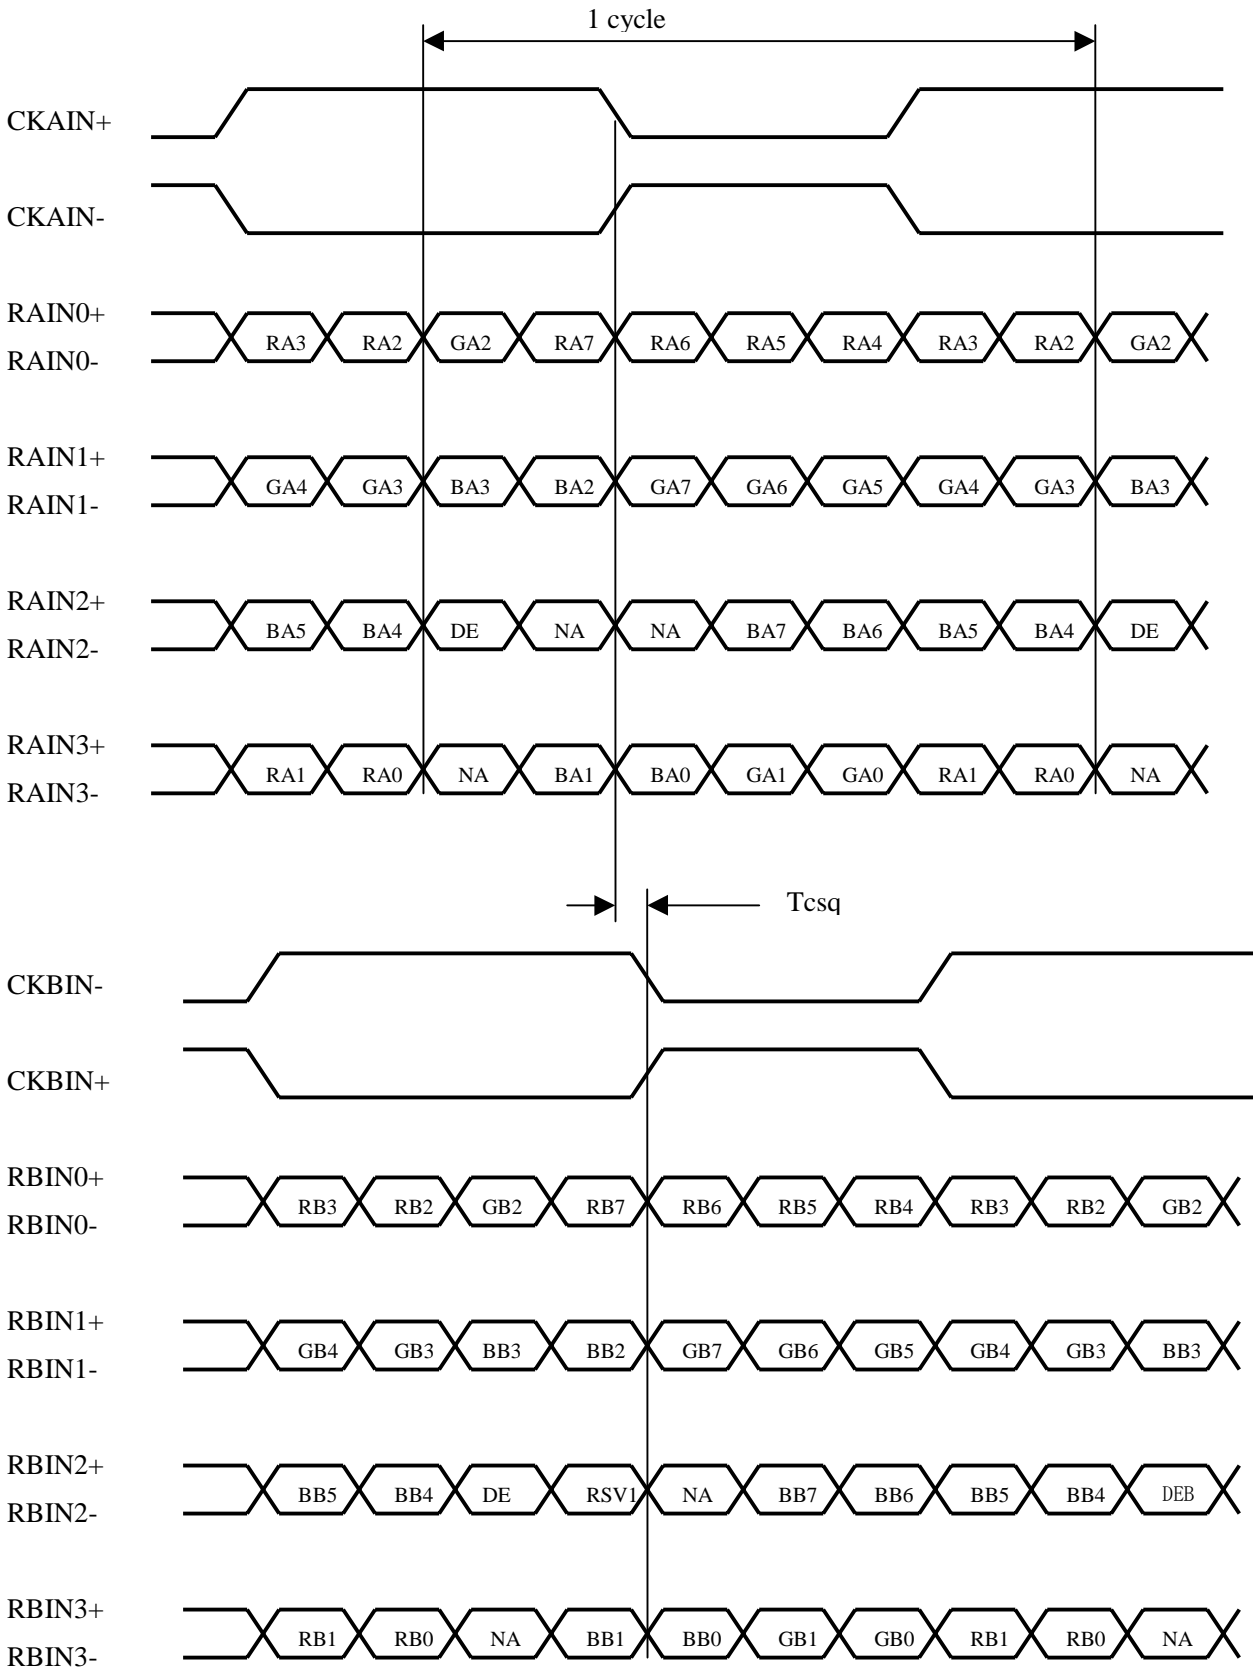 1 cycle
CKAIN+
CKAIN-
RAIN0+
RA3 RA2 GA2 RA7 RA6 RA5 RA4 RA3 RA2 GA2
RAIN0-
RAIN1+
GA4 GA3 BA3 BA2 GA7 GA6 GA5 GA4 GA3 BA3
RAIN1-
RAIN2+
BA5 BA4 DE NA NA BA7 BA6 BA5 BA4 DE
RAIN2-
RAIN3+
RA1 RA0 NA BA1 BA0 GA1 GA0 RA1 RA0 NA
RAIN3-
Tcsq
CKBIN-
CKBIN+
RBIN0+
RB3 RB2 GB2 RB7 RB6 RB5 RB4 RB3 RB2 GB2
RBIN0-
RBIN1+
GB4 GB3 BB3 BB2 GB7 GB6 GB5 GB4 GB3 BB3
RBIN1-
RBIN2+
BB5 BB4 DE RSV1 NA BB7 BB6 BB5 BB4 DEB
RBIN2-
RBIN3+
RB1 RB0 NA BB1 BB0 GB1 GB0 RB1 RB0 NA
RBIN3-